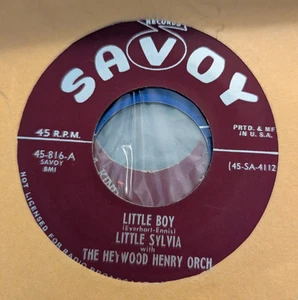 RECORDS
SAVOY
45 R.P.M.
PRTD. & MF
IN U.S.A.
45-816-A
SAVOY
BMI
(45-SA-4112
LITTLE BOY
(Everhart-Ennis)
LITTLE SYLVIA
with
THE HEYWOOD HENRY ORCH
NOT LICENSED FOR RADIO